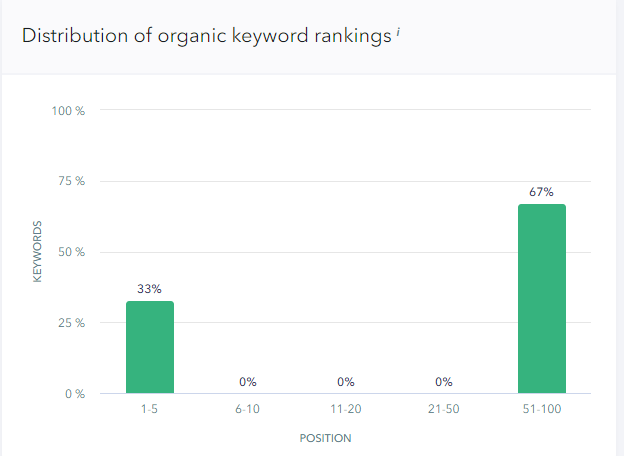 Distribution of organic keyword rankings i
100 %
75 %
67%
50 %
KEYWORDS
33%
25 %
0% 0% 0%
0 %
1-5 6-10 11-20 21-50 51-100
POSITION